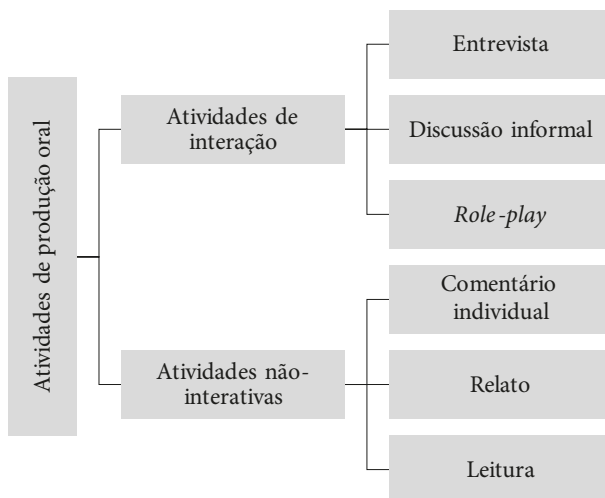 Atividades de produção oral
Atividades de
interação
Entrevista
Discussão informal
Role-play
Atividades não-
interativas
Comentário
individual
Relato
Leitura